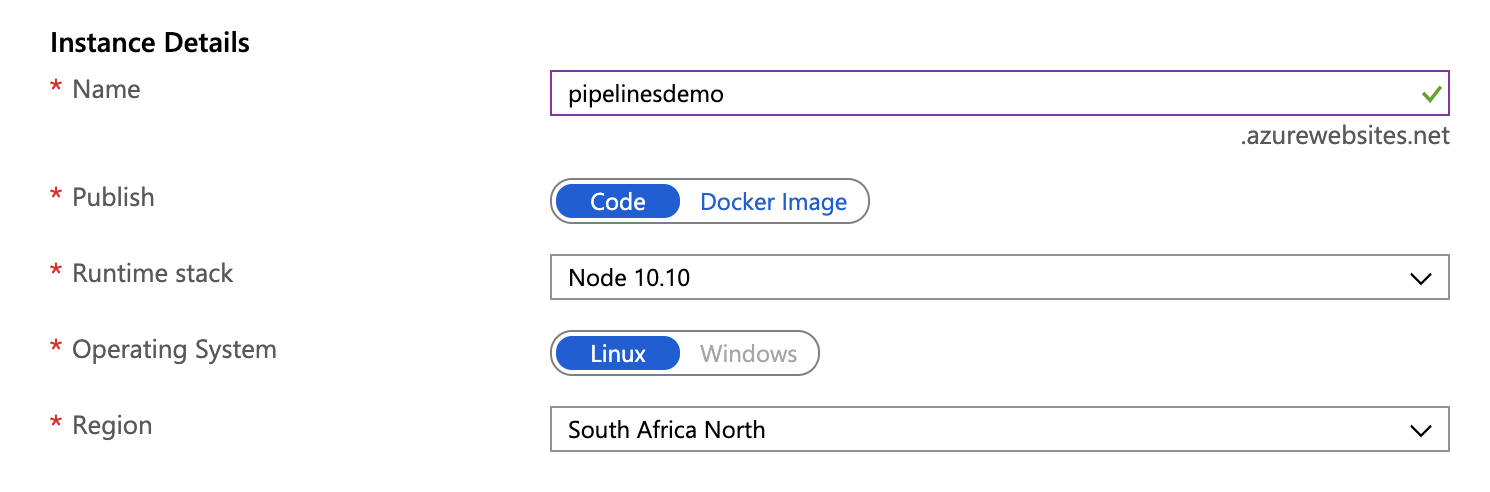 Instance Details
* Name
pipelinesdemo
.azurewebsites.net
* Publish
Code Docker Image
* Runtime stack
Node 10.10
* Operating System
Linux Windows
* Region
South Africa North